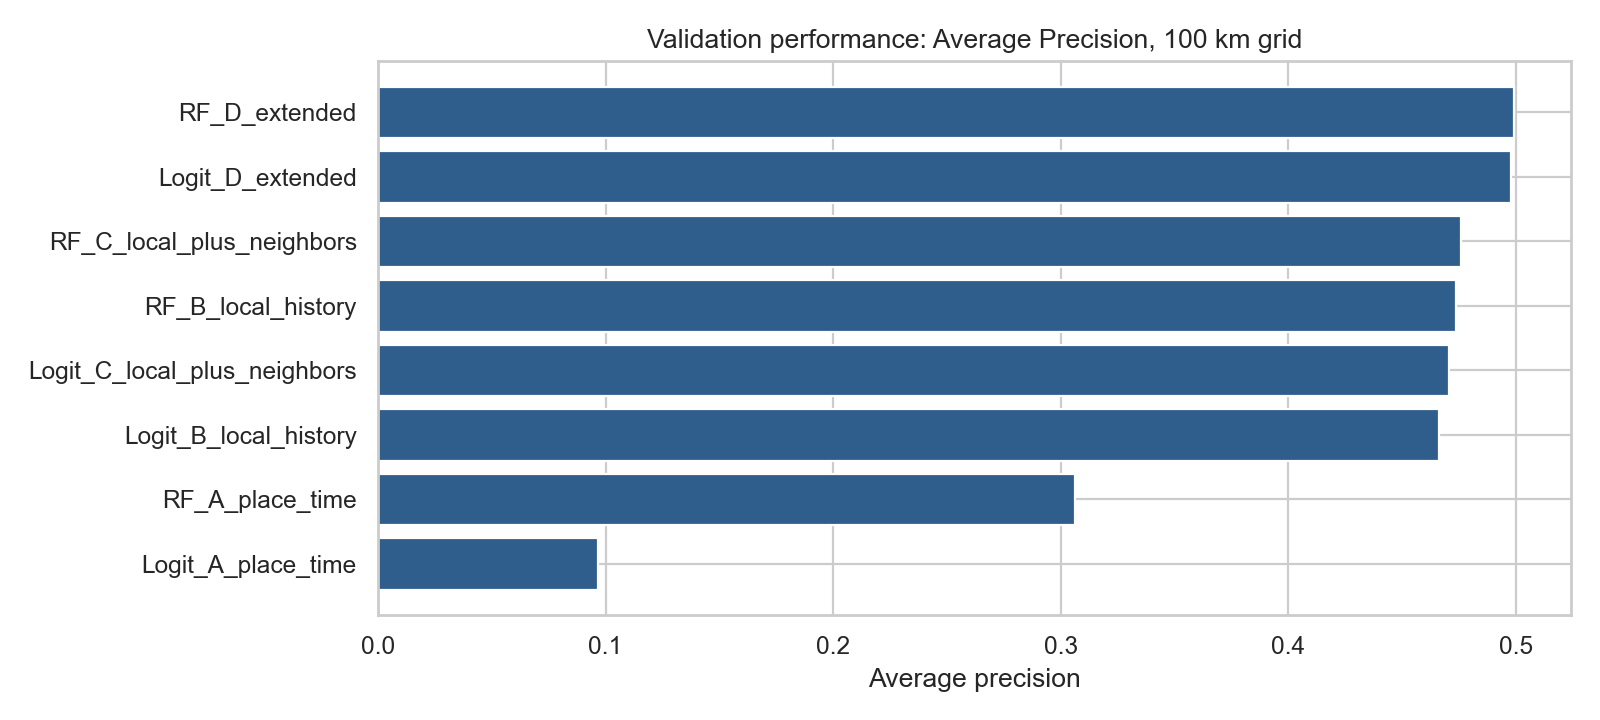 Validation performance: Average Precision, 100 km grid
RF_D_extended
Logit_D_extended
RF_C_local_plus_neighbors
RF_B_local_history
Logit_C_local_plus_neighbors
Logit_B_local_history
RF_A_place_time
Logit_A_place_time
0.0 0.1 0.2 0.3 0.4 0.5
Average precision